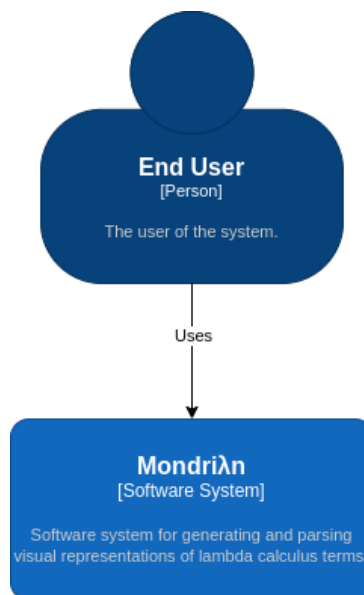 End User
[Person]
The user of the system.
Uses
Mondriλn
[Software System]
Software system for generating and parsing
visual representations of lambda calculus terms